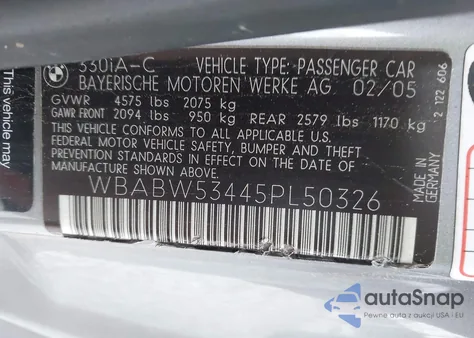 This vehicle may
330iA-C VEHICLE TYPE: PASSENGER CAR
BAYERISCHE MOTOREN WERKE AG 02/05
GVWR 4575 lbs 2075 kg
GAWR FRONT 2094 lbs 950 kg REAR 2579 lbs 1170 kg
THIS VEHICLE CONFORMS TO ALL APPLICABLE U.S.
FEDERAL MOTOR VEHICLE SAFETY, BUMPER AND THEFT
PREVENTION STANDARDS IN EFFECT ON THE DATE OF
MANUFACTURE SHOWN ABOVE.
WBABW53445PL50326
MADE IN
GERMANY
2 122 606
autoSnap
Pewne auta z USA i EU